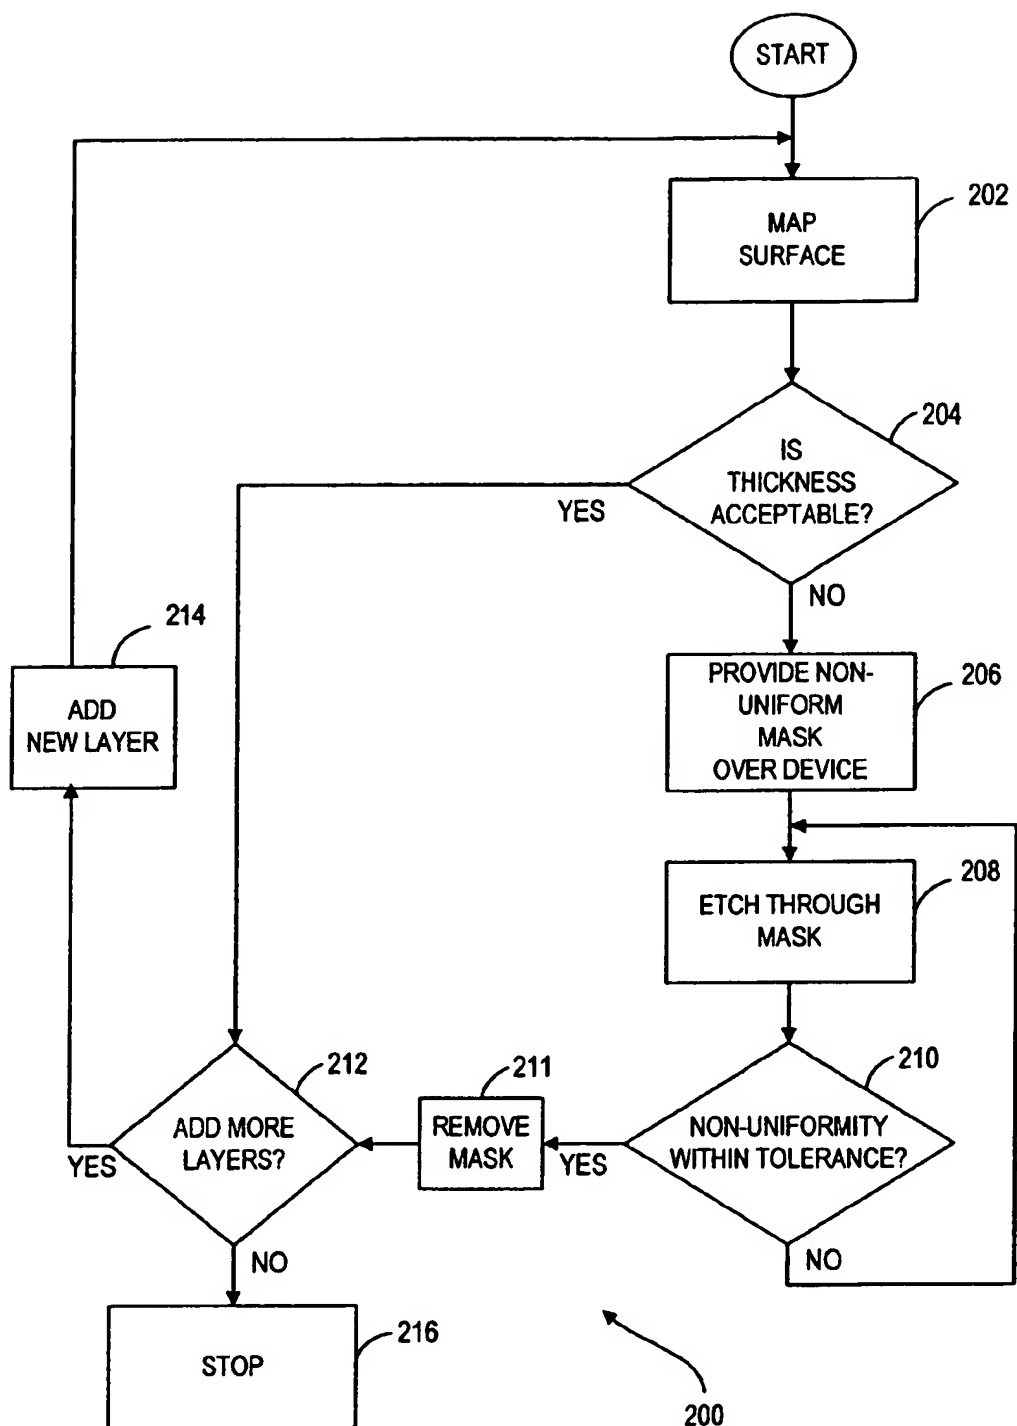 START
MAP
SURFACE
202
IS
THICKNESS
ACCEPTABLE?
204
YES
NO
214
ADD
NEW LAYER
PROVIDE NON-
UNIFORM
MASK
OVER DEVICE
206
ETCH THROUGH
MASK
208
212
ADD MORE
LAYERS?
YES
NO
211
REMOVE
MASK
YES
210
NON-UNIFORMITY
WITHIN TOLERANCE?
NO
STOP
216
200